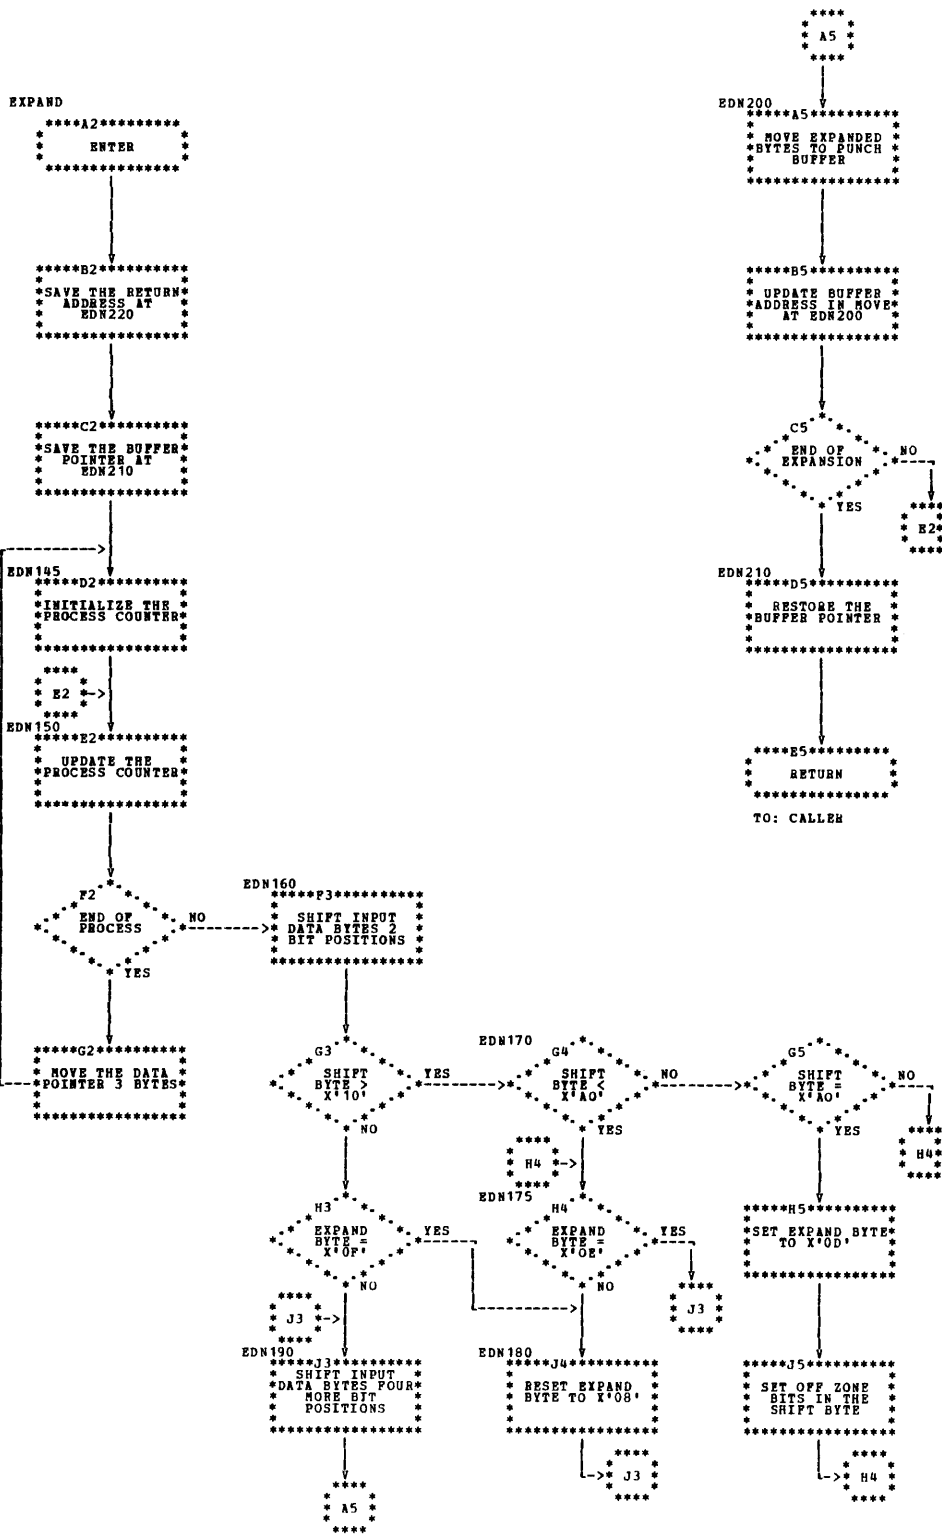 EXPAND
A2
ENTER
B2
SAVE THE RETURN
ADDRESS AT
EDN220
C2
SAVE THE BUFFER
POINTER AT
EDN210
EDN145
D2
INITIALIZE THE
PROCESS COUNTER
E2
EDN150
E2
UPDATE THE
PROCESS COUNTER
F2
END OF
PROCESS
NO
YES
G2
MOVE THE DATA
POINTER 3 BYTES
EDN160
F3
SHIFT INPUT
DATA BYTES 2
BIT POSITIONS
G3
SHIFT
BYTE >
X'10'
YES
NO
H3
EXPAND
BYTE =
X'0F'
YES
NO
J3
EDN190
J3
SHIFT INPUT
DATA BYTES FOUR
MORE BIT
POSITIONS
A5
EDN170
G4
SHIFT
BYTE <
X'A0'
NO
YES
H4
EDN175
H4
EXPAND
BYTE =
X'0E'
YES
NO
J3
EDN180
J4
RESET EXPAND
BYTE TO X'08'
J3
G5
SHIFT
BYTE =
X'A0'
NO
YES
H4
H5
SET EXPAND BYTE
TO X'0D'
J5
SET OFF ZONE
BITS IN THE
SHIFT BYTE
H4
A5
EDN200
A5
MOVE EXPANDED
BYTES TO PUNCH
BUFFER
B5
UPDATE BUFFER
ADDRESS IN MOVE
AT EDN200
C5
END OF
EXPANSION
NO
YES
E2
EDN210
D5
RESTORE THE
BUFFER POINTER
E5
RETURN
TO: CALLER